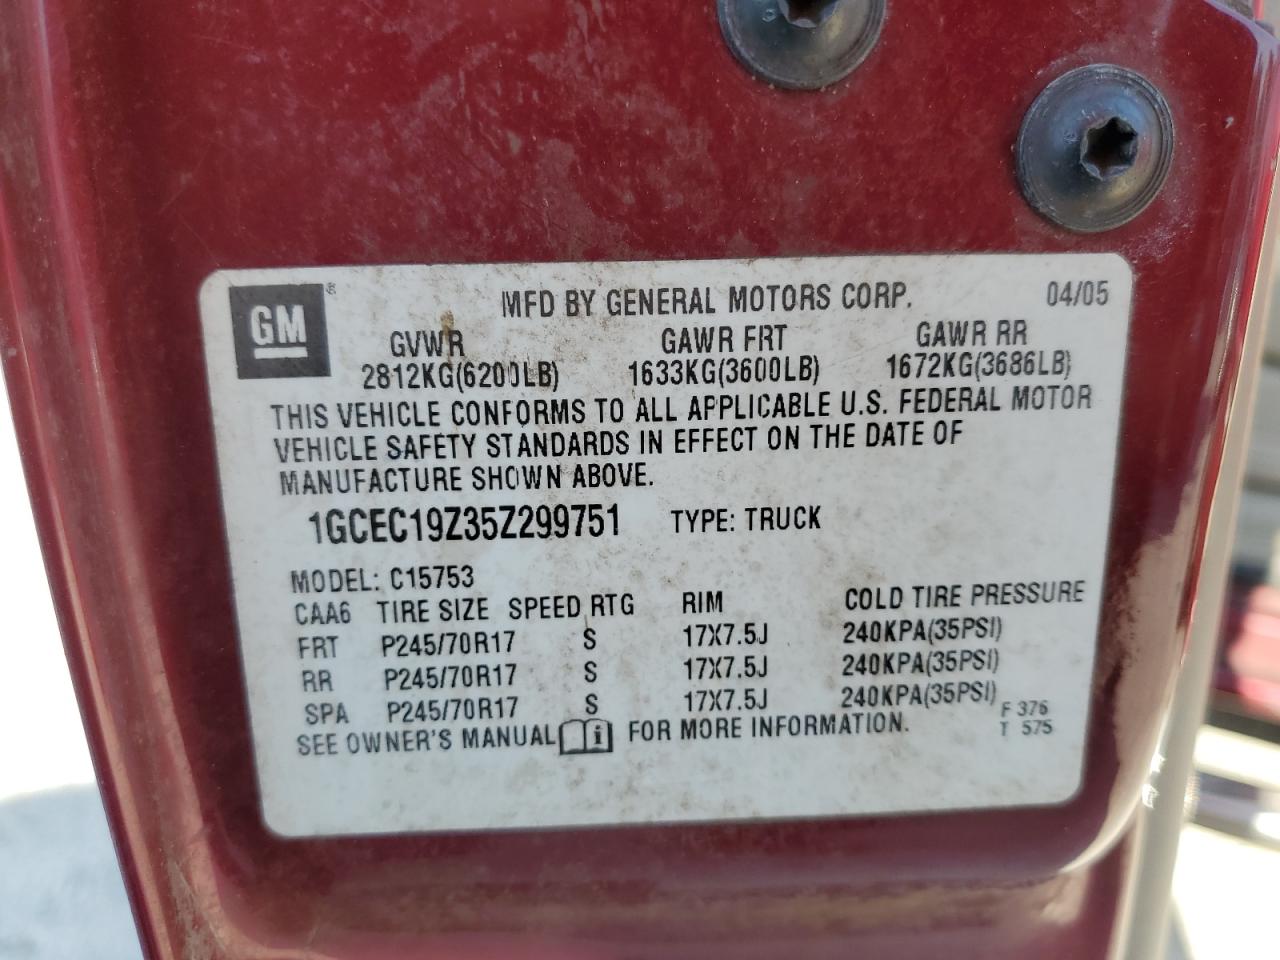 GM ® MFD BY GENERAL MOTORS CORP. 04/05
GVWR GAWR FRT GAWR RR
2812KG(6200LB) 1633KG(3600LB) 1672KG(3686LB)
THIS VEHICLE CONFORMS TO ALL APPLICABLE U.S. FEDERAL MOTOR
VEHICLE SAFETY STANDARDS IN EFFECT ON THE DATE OF
MANUFACTURE SHOWN ABOVE.
1GCEC19Z35Z299751 TYPE: TRUCK
MODEL: C15753
CAA6 TIRE SIZE SPEED RTG RIM COLD TIRE PRESSURE
FRT P245/70R17 S 17X7.5J 240KPA(35PSI)
RR P245/70R17 S 17X7.5J 240KPA(35PSI)
SPA P245/70R17 S 17X7.5J 240KPA(35PSI) F 376
SEE OWNER'S MANUAL i FOR MORE INFORMATION. T 575